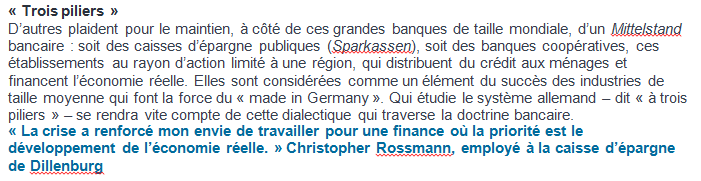 « Trois piliers »
D’autres plaident pour le maintien, à côté de ces grandes banques de taille mondiale, d’un Mittelstand
bancaire : soit des caisses d’épargne publiques (Sparkassen), soit des banques coopératives, ces
établissements au rayon d’action limité à une région, qui distribuent du crédit aux ménages et
financent l’économie réelle. Elles sont considérées comme un élément du succès des industries de
taille moyenne qui font la force du « made in Germany ». Qui étudie le système allemand – dit « à trois
piliers » – se rendra vite compte de cette dialectique qui traverse la doctrine bancaire.
« La crise a renforcé mon envie de travailler pour une finance où la priorité est le
développement de l’économie réelle. » Christopher Rossmann, employé à la caisse d’épargne
de Dillenburg